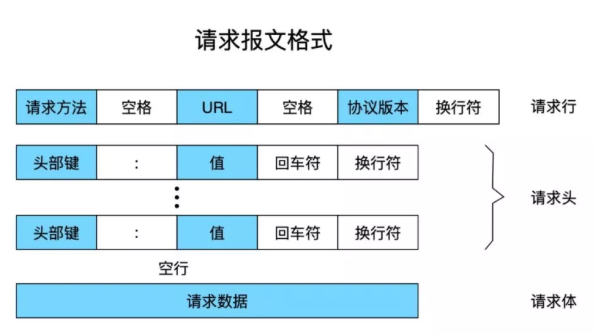 请求报文格式
请求方法 空格 URL 空格 协议版本 换行符 请求行
头部键 : 值 回车符 换行符
请求头
头部键 : 值 回车符 换行符
空行
请求数据 请求体